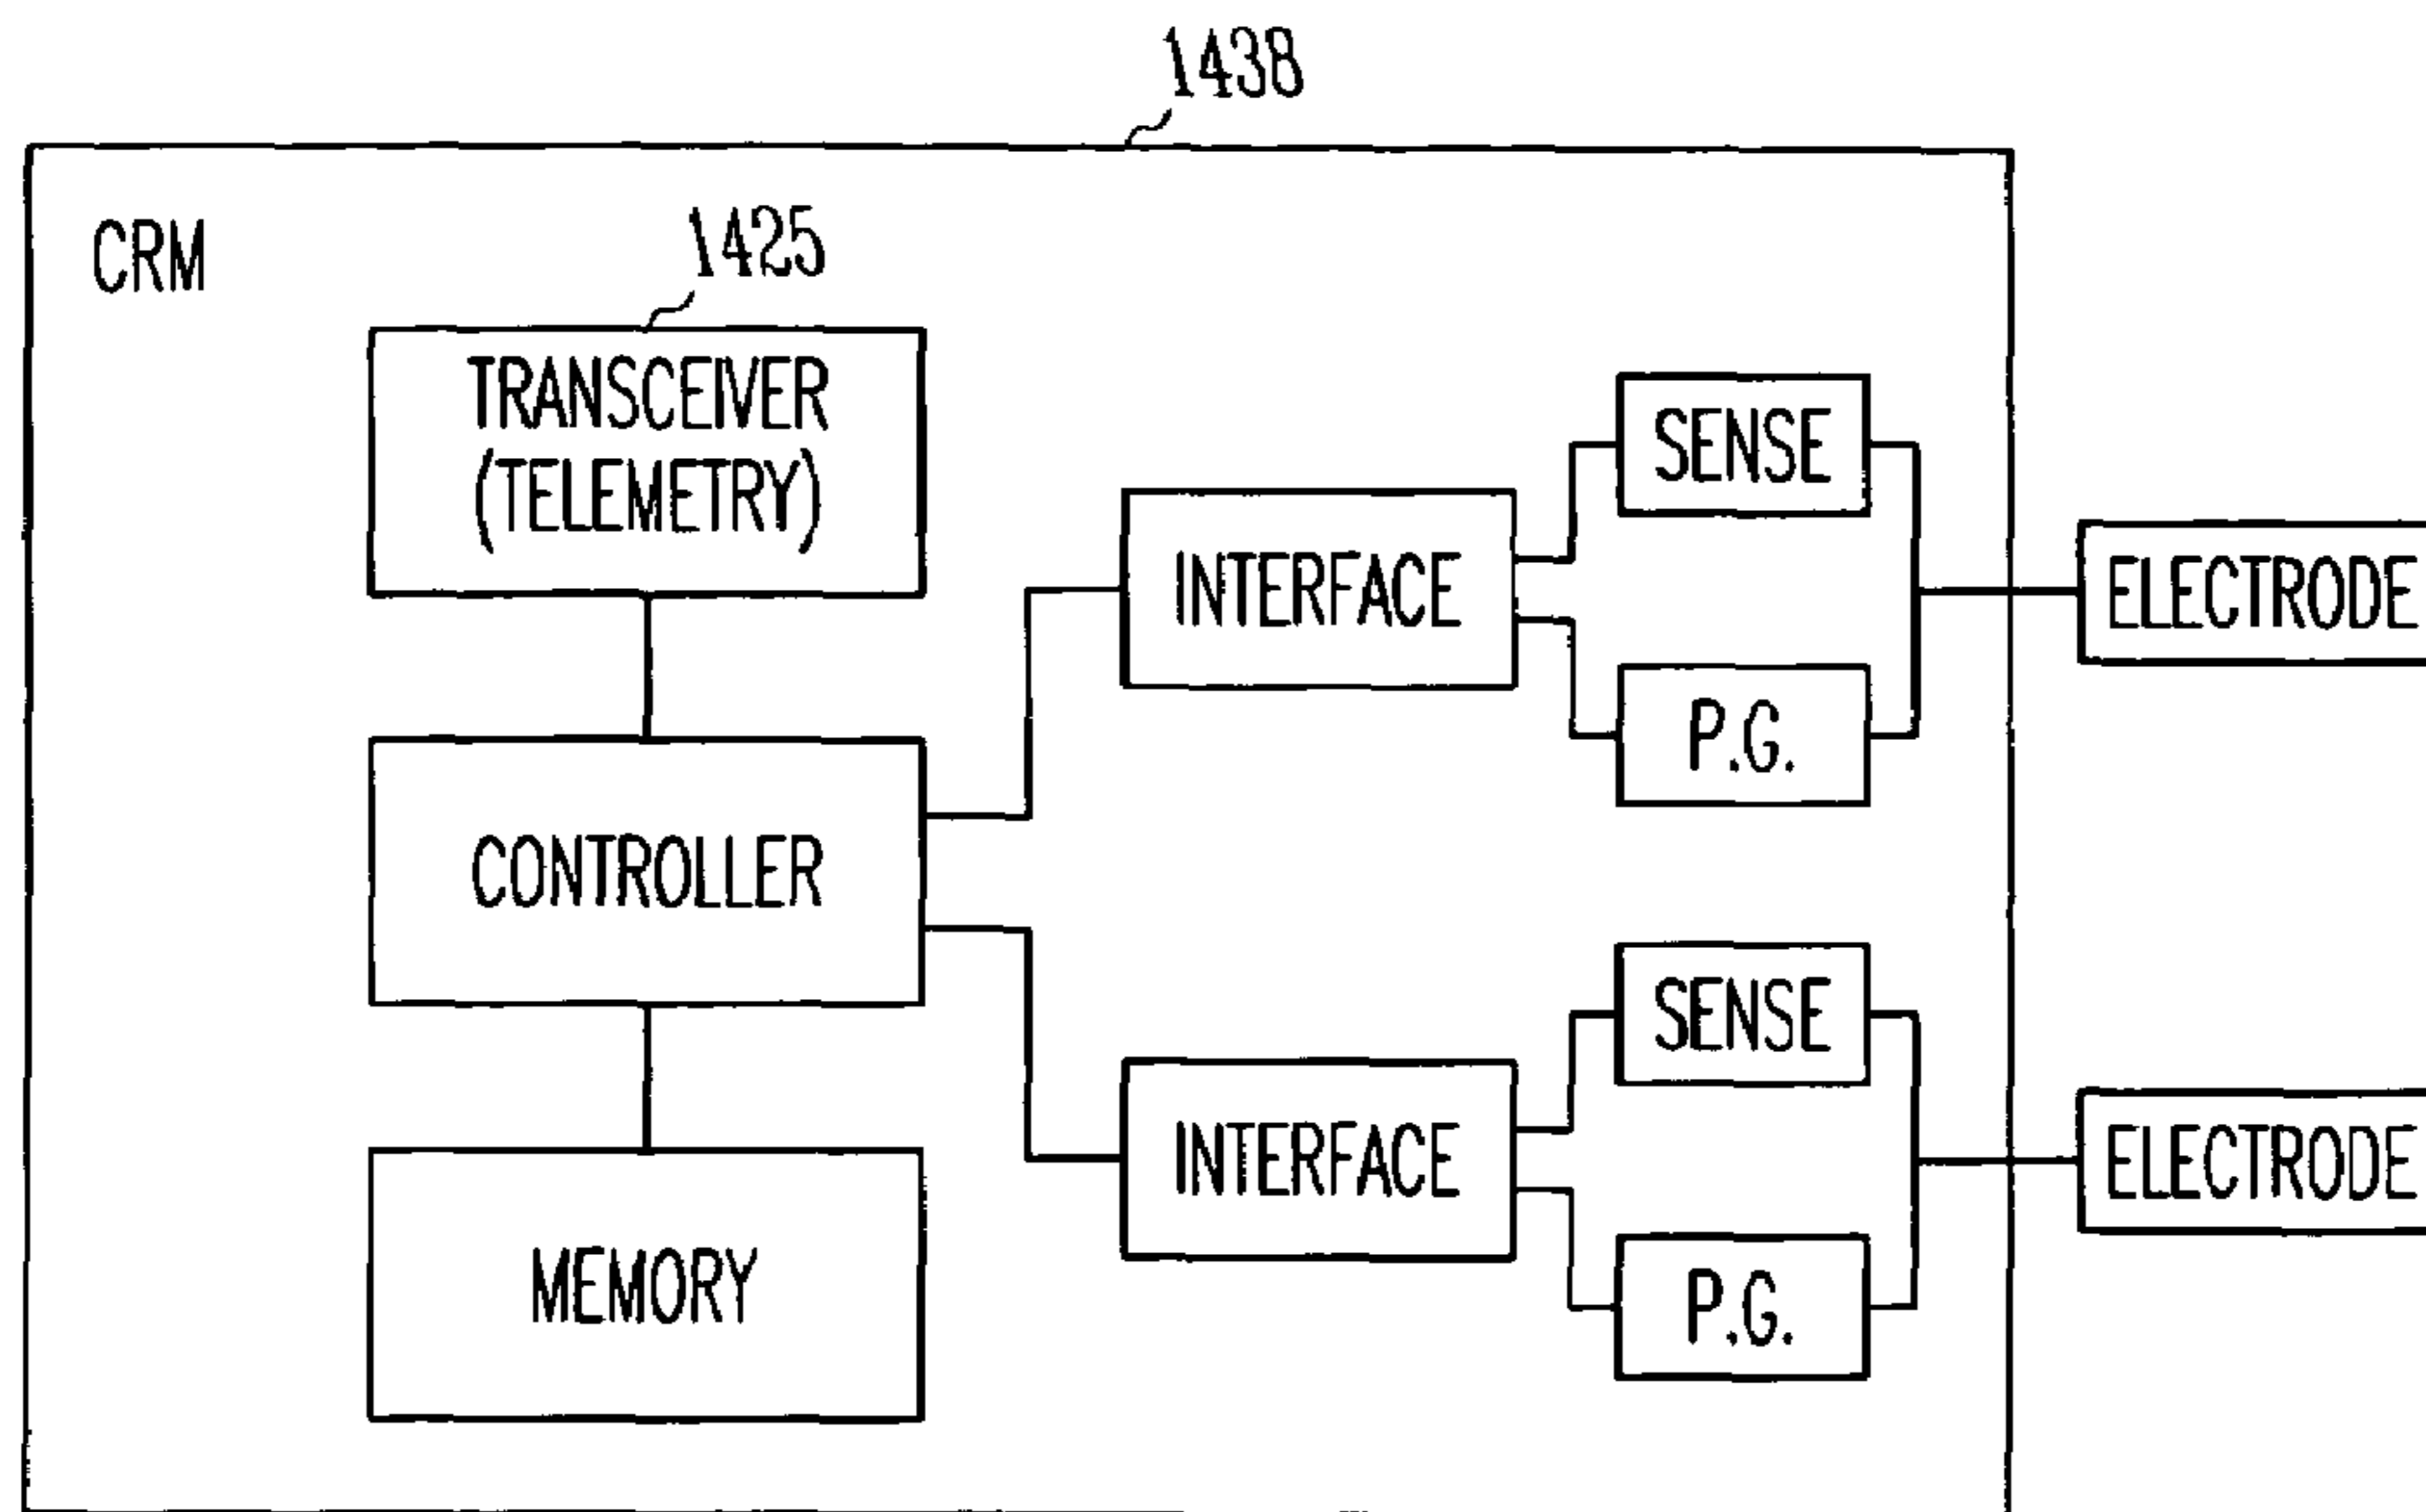 1438
CRM
1425
TRANSCEIVER
(TELEMETRY)
SENSE
INTERFACE
ELECTRODE
P.G.
CONTROLLER
SENSE
INTERFACE
ELECTRODE
P.G.
MEMORY